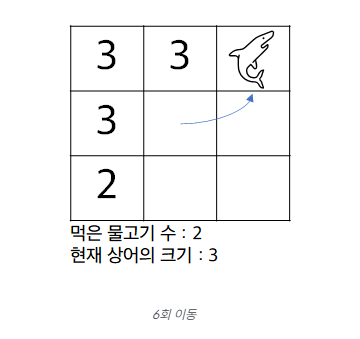 3 3
3
2
먹은 물고기 수 : 2
현재 상어의 크기 : 3
6회 이동